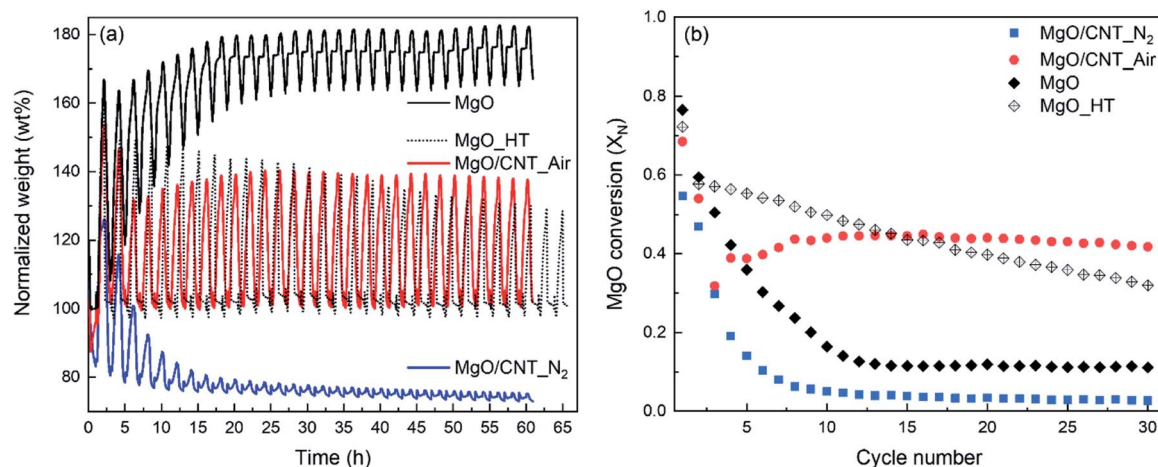 (a)
Normalized weight (wt%)
180
160
140
120
100
80
MgO
MgO_HT
MgO/CNT_Air
MgO/CNT_N₂
0 5 10 15 20 25 30 35 40 45 50 55 60 65
Time (h)
(b)
MgO conversion (X_N)
1.0
0.8
0.6
0.4
0.2
0.0
MgO/CNT_N₂
MgO/CNT_Air
MgO
MgO_HT
0 5 10 15 20 25 30
Cycle number